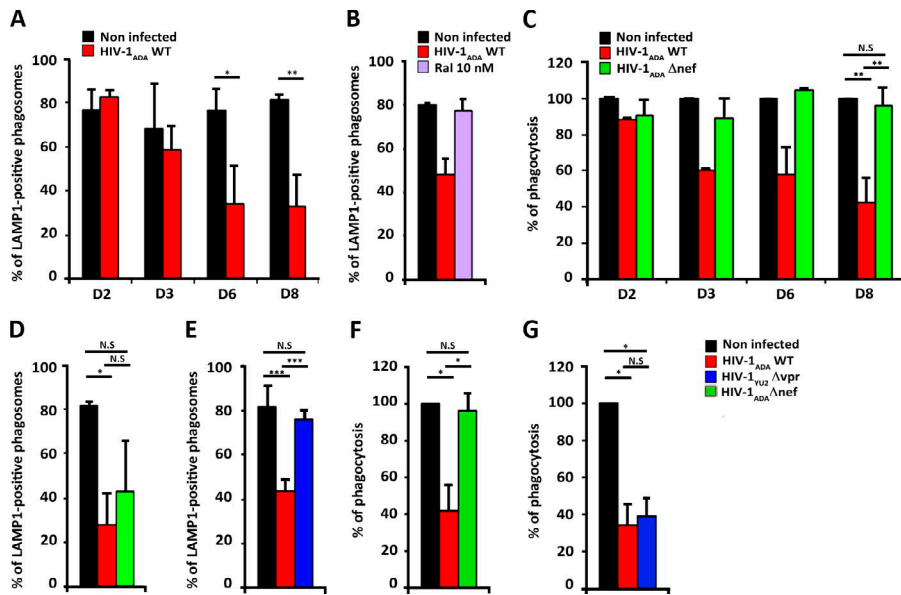 A
Non infected
HIV-1ADA WT
% of LAMP1-positive phagosomes
100
80
60
40
20
0
*
**
D2 D3 D6 D8
B
Non infected
HIV-1ADA WT
Ral 10 nM
% of LAMP1-positive phagosomes
100
80
60
40
20
0
C
Non infected
HIV-1ADA WT
HIV-1ADA Δnef
% of phagocytosis
120
100
80
60
40
20
0
N.S
**
**
D2 D3 D6 D8
D
% of LAMP1-positive phagosomes
100
80
60
40
20
0
N.S
N.S
*
E
% of LAMP1-positive phagosomes
100
80
60
40
20
0
N.S
***
***
F
% of phagocytosis
120
100
80
60
40
20
0
N.S
*
*
G
% of phagocytosis
120
100
80
60
40
20
0
*
*
N.S
Non infected
HIV-1ADA WT
HIV-1YU2 Δvpr
HIV-1ADAΔnef